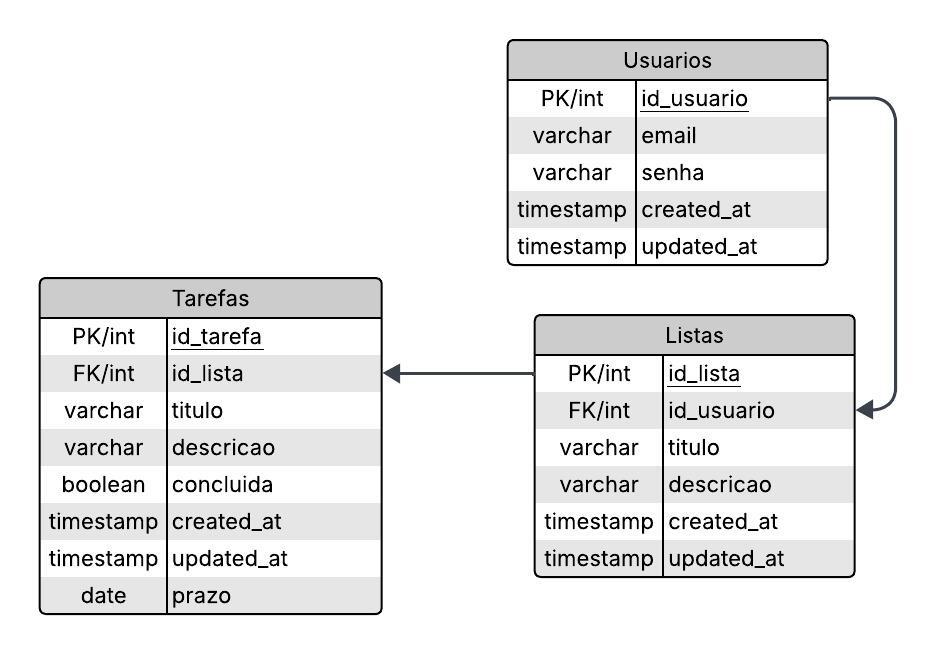 Usuarios
PK/int id_usuario
varchar email
varchar senha
timestamp created_at
timestamp updated_at
Tarefas
PK/int id_tarefa
FK/int id_lista
varchar titulo
varchar descricao
boolean concluida
timestamp created_at
timestamp updated_at
date prazo
Listas
PK/int id_lista
FK/int id_usuario
varchar titulo
varchar descricao
timestamp created_at
timestamp updated_at